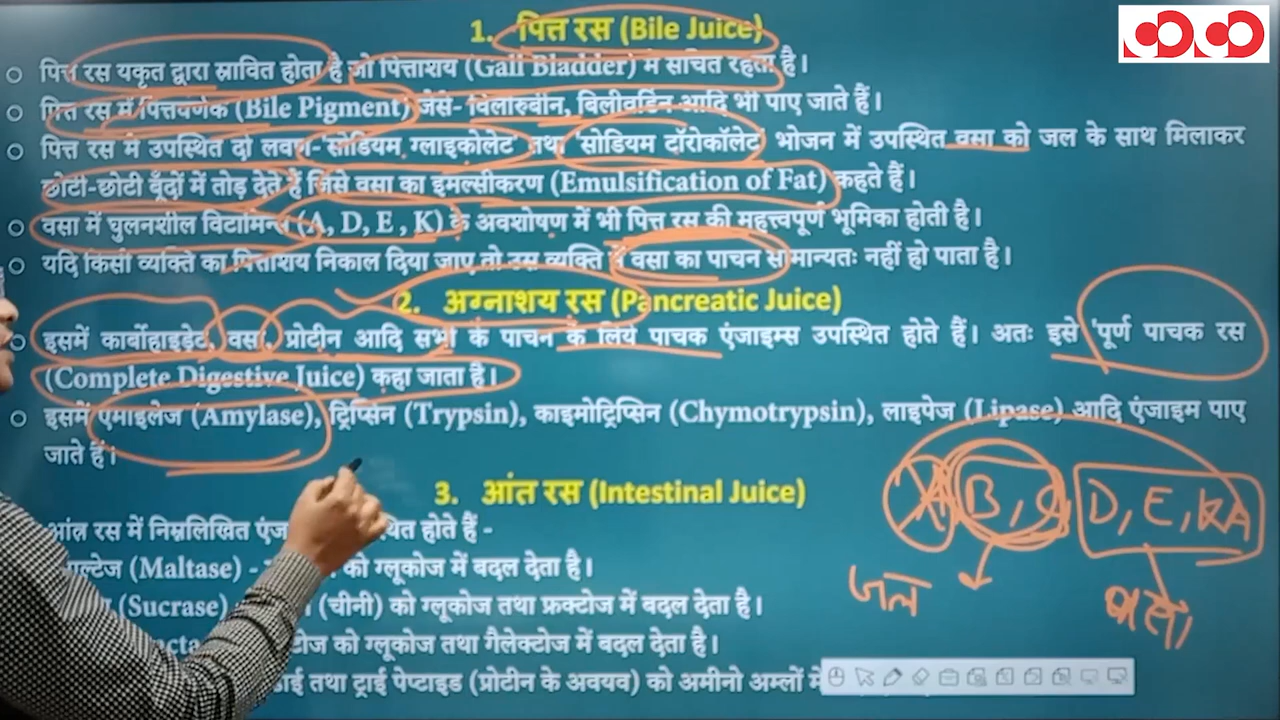 1. पित्त रस (Bile Juice)
पित्त रस यकृत द्वारा स्रावित होता है जो पित्ताशय (Gall Bladder) में संचित रहता है।
पित्त रस में पित्तवर्णक (Bile Pigment) जैसे- बिलीरुबीन, बिलीवर्डिन आदि भी पाए जाते हैं।
पित्त रस में उपस्थित दो लवण-'सोडियम ग्लाइकोलेट' तथा 'सोडियम टॉरोकॉलेट' भोजन में उपस्थित वसा को जल के साथ मिलाकर
छोटी-छोटी बूँदों में तोड़ देते हैं जिसे वसा का इमल्सीकरण (Emulsification of Fat) कहते हैं।
वसा में घुलनशील विटामिन्स (A, D, E , K) के अवशोषण में भी पित्त रस की महत्त्वपूर्ण भूमिका होती है।
यदि किसी व्यक्ति का पित्ताशय निकाल दिया जाए तो उस व्यक्ति में वसा का पाचन सामान्यतः नहीं हो पाता है।
2. अग्नाशय रस (Pancreatic Juice)
इसमें कार्बोहाइड्रेट, वसा, प्रोटीन आदि सभी के पाचन के लिये पाचक एंजाइम्स उपस्थित होते हैं। अतः इसे 'पूर्ण पाचक रस
(Complete Digestive Juice) कहा जाता है।
इसमें एमाइलेज (Amylase), ट्रिप्सिन (Trypsin), काइमोट्रिप्सिन (Chymotrypsin), लाइपेज (Lipase) आदि एंजाइम पाए
जाते हैं।
A B, C, D, E, K A
जल
वसा
3. आंत रस (Intestinal Juice)
आंत्र रस में निम्नलिखित होते हैं -
(Maltase) - को ग्लूकोज में बदल देता है।
(Sucrase) (चीनी) को ग्लूकोज तथा फ्रक्टोज में बदल देता है।
को ग्लूकोज तथा गैलेक्टोज में बदल देता है।
तथा ट्राई पेप्टाइड (प्रोटीन के अवयव) को अमीनो अम्लों में